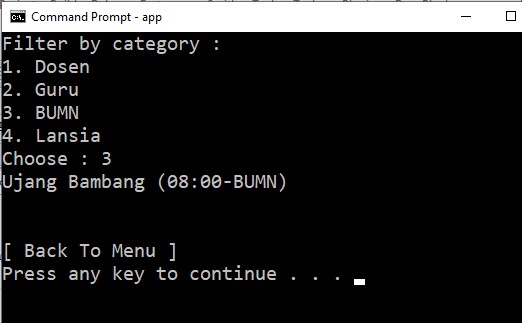 Command Prompt - app
Filter by category :
1. Dosen
2. Guru
3. BUMN
4. Lansia
Choose : 3
Ujang Bambang (08:00-BUMN)
[ Back To Menu ]
Press any key to continue . . .